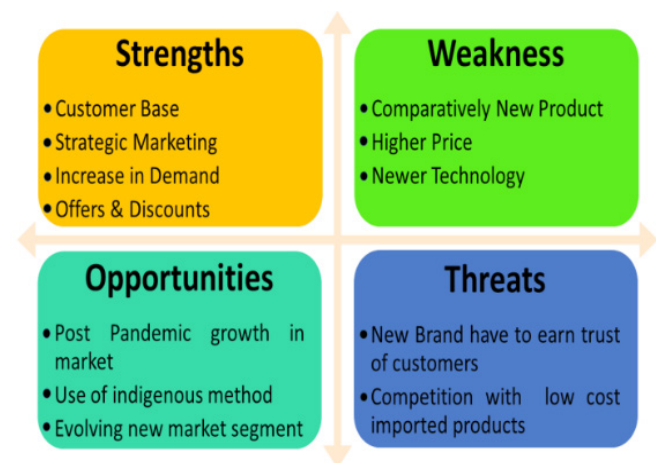 Strengths
• Customer Base
• Strategic Marketing
• Increase in Demand
• Offers & Discounts
Weakness
• Comparatively New Product
• Higher Price
• Newer Technology
Opportunities
• Post Pandemic growth in
market
• Use of indigenous method
• Evolving new market segment
Threats
• New Brand have to earn trust
of customers
• Competition with low cost
imported products